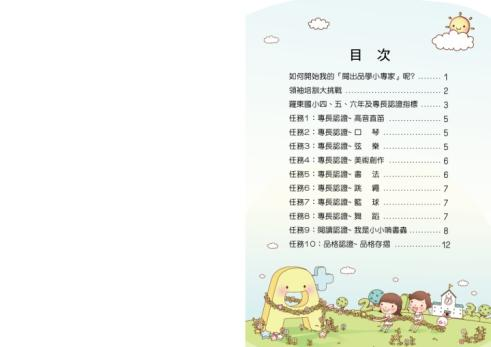 目 次
如何開始我的「闖出品學小專家」呢? ........ 1
領袖培訓大挑戰 .............................. 2
羅東國小四、五、六年及專長認證指標 ....... 3
任務1：專長認證~ 高音直笛 ................ 5
任務2：專長認證~ 口 琴 ................ 5
任務3：專長認證~ 弦 樂 ................ 5
任務4：專長認證~ 美術創作 ................ 6
任務5：專長認證~ 書 法 ................ 6
任務6：專長認證~ 跳 繩 ................ 7
任務7：專長認證~ 籃 球 ................ 7
任務8：專長認證~ 舞 蹈 ................ 7
任務9：閱讀認證~ 我是小小啃書蟲 ........... 8
任務10：品格認證~ 品格存摺 ............... 12
A+